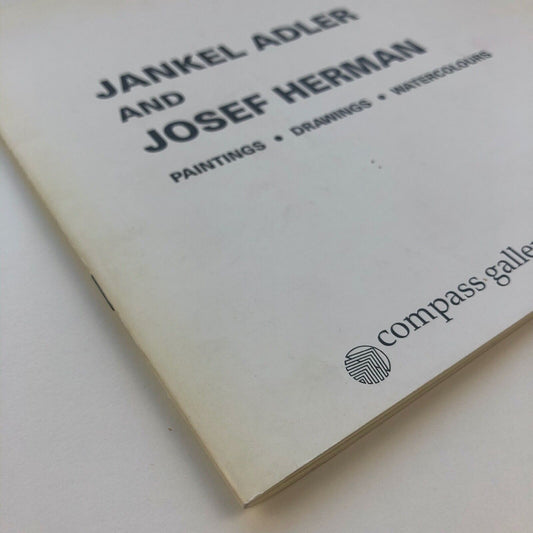 JANKEL ADLER
AND
JOSEF HERMAN
PAINTINGS • DRAWINGS • WATERCOLOURS
compass galler